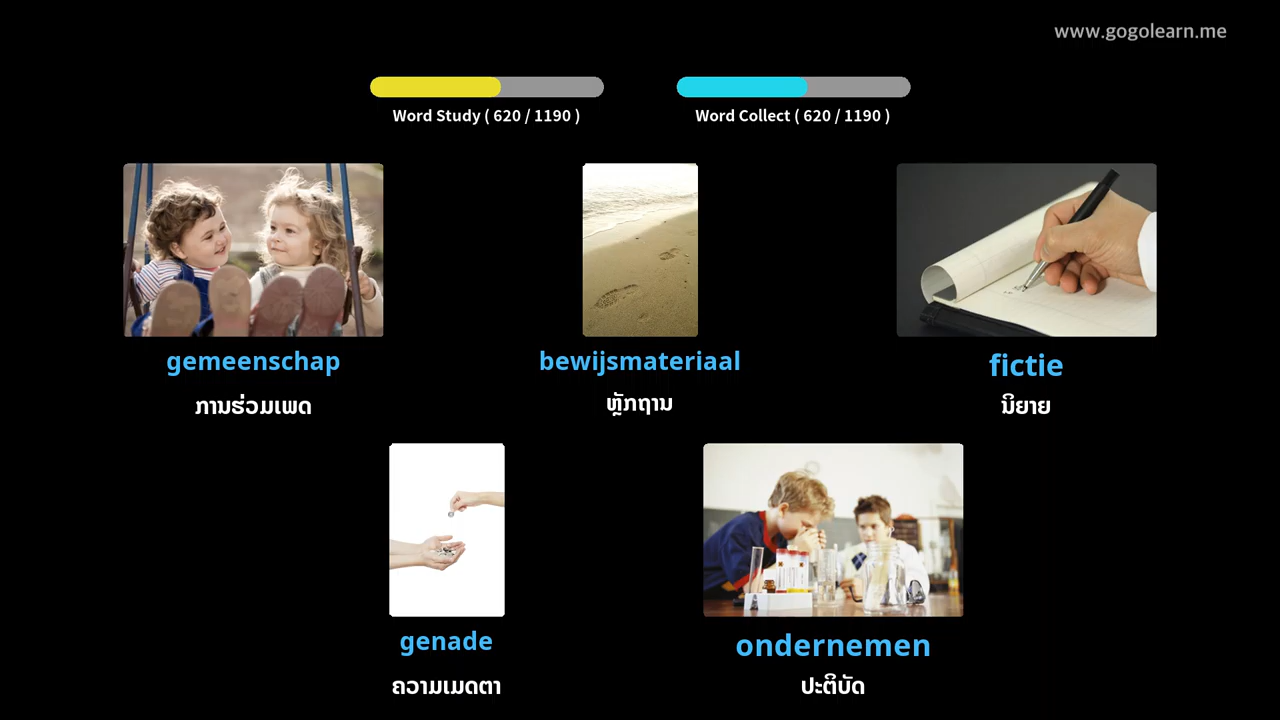 www.gogolearn.me
Word Study ( 620 / 1190 )
Word Collect ( 620 / 1190 )
gemeenschap
ການຮ່ວມເພດ
bewijsmateriaal
ຫຼັກຖານ
fictie
ນິຍາຍ
genade
ຄວາມເມດຕາ
ondernemen
ປະຕິບັດ